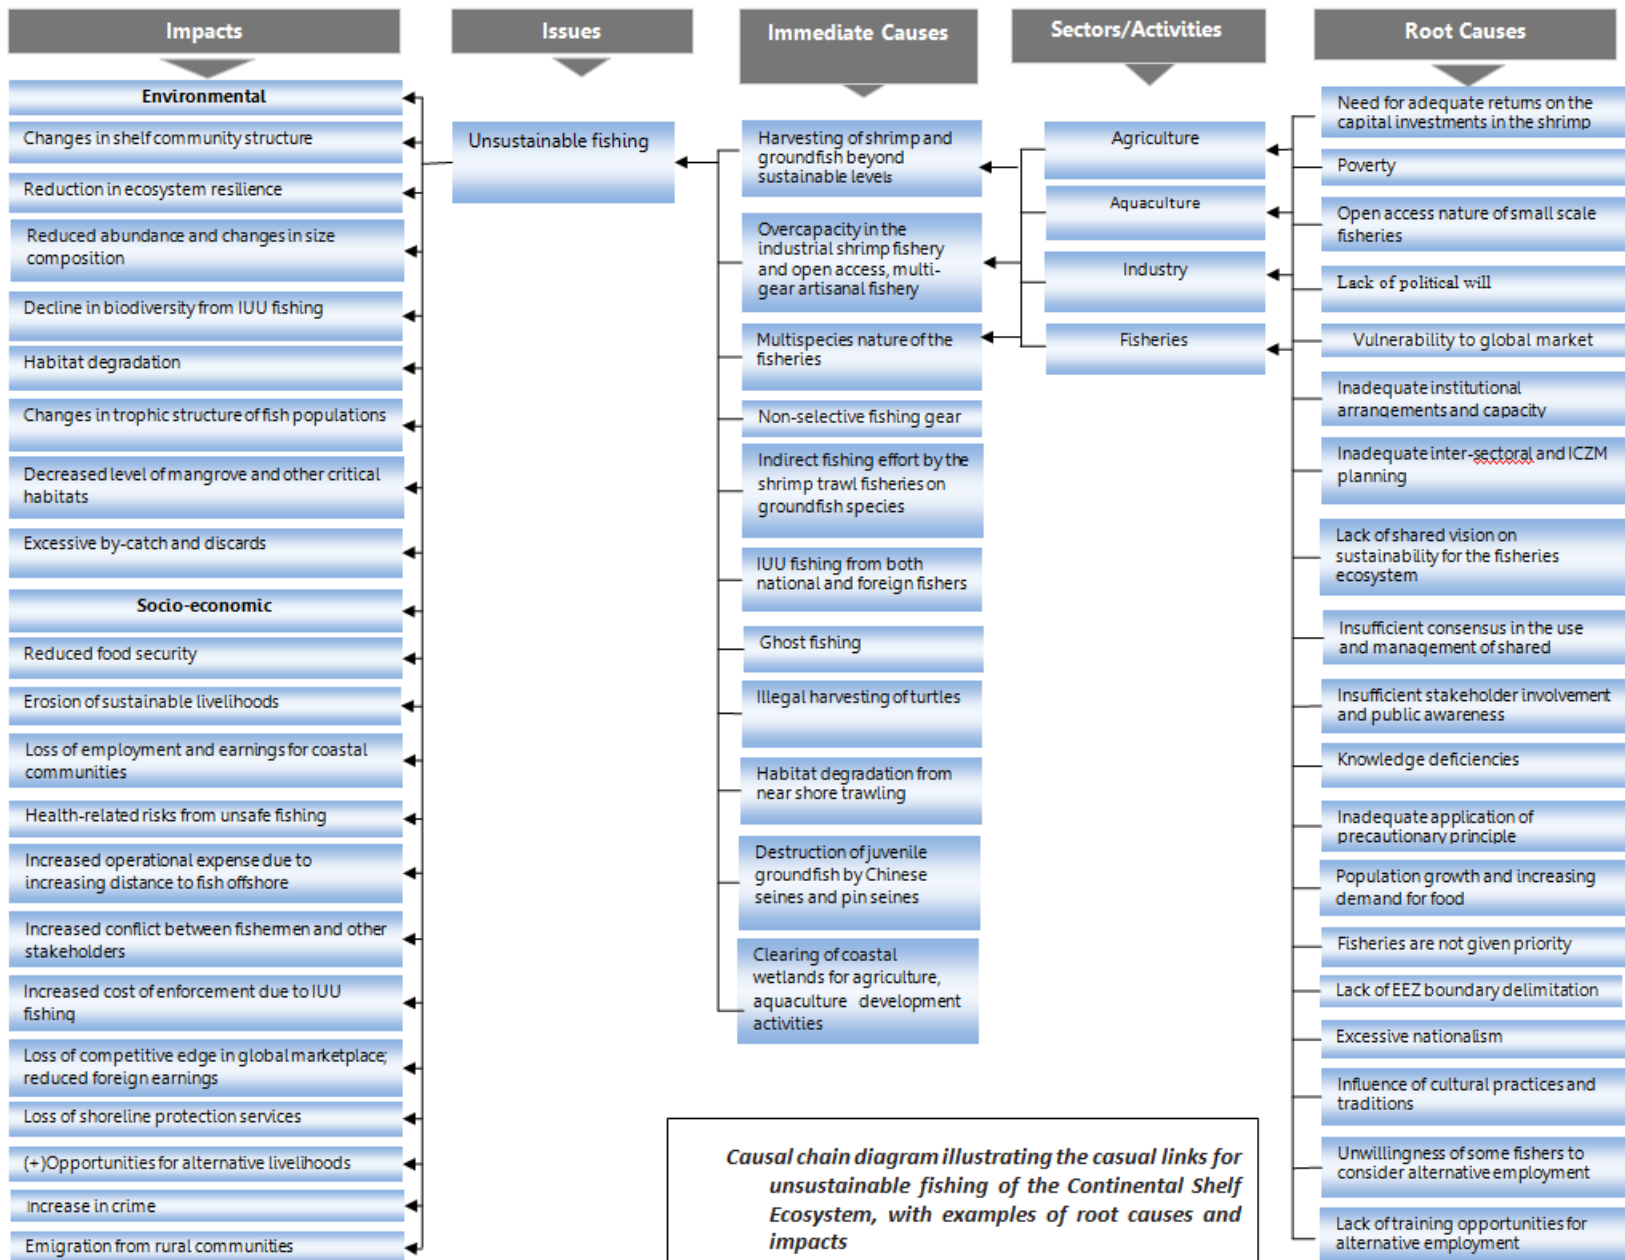 Impacts
Issues
Immediate Causes
Sectors/Activities
Root Causes
Environmental
Changes in shelf community structure
Reduction in ecosystem resilience
Reduced abundance and changes in size
composition
Decline in biodiversity from IUU fishing
Habitat degradation
Changes in trophic structure of fish populations
Decreased level of mangrove and other critical
habitats
Excessive by-catch and discards
Socio-economic
Reduced food security
Erosion of sustainable livelihoods
Loss of employment and earnings for coastal
communities
Health-related risks from unsafe fishing
Increased operational expense due to
increasing distance to fish offshore
Increased conflict between fishermen and other
stakeholders
Increased cost of enforcement due to IUU
fishing
Loss of competitive edge in global marketplace;
reduced foreign earnings
Loss of shoreline protection services
(+)Opportunities for alternative livelihoods
Increase in crime
Emigration from rural communities
Unsustainable fishing
Harvesting of shrimp and
groundfish beyond
sustainable levels
Overcapacity in the
industrial shrimp fishery
and open access, multi-
gear artisanal fishery
Multispecies nature of the
fisheries
Non-selective fishing gear
Indirect fishing effort by the
shrimp trawl fisheries on
groundfish species
IUU fishing from both
national and foreign fishers
Ghost fishing
Illegal harvesting of turtles
Habitat degradation from
near shore trawling
Destruction of juvenile
groundfish by Chinese
seines and pin seines
Clearing of coastal
wetlands for agriculture,
aquaculture development
activities
Agriculture
Aquaculture
Industry
Fisheries
Need for adequate returns on the
capital investments in the shrimp
Poverty
Open access nature of small scale
fisheries
Lack of political will
Vulnerability to global market
Inadequate institutional
arrangements and capacity
Inadequate inter-sectoral and ICZM
planning
Lack of shared vision on
sustainability for the fisheries
ecosystem
Insufficient consensus in the use
and management of shared
Insufficient stakeholder involvement
and public awareness
Knowledge deficiencies
Inadequate application of
precautionary principle
Population growth and increasing
demand for food
Fisheries are not given priority
Lack of EEZ boundary delimitation
Excessive nationalism
Influence of cultural practices and
traditions
Unwillingness of some fishers to
consider alternative employment
Lack of training opportunities for
alternative employment
Causal chain diagram illustrating the casual links for
unsustainable fishing of the Continental Shelf
Ecosystem, with examples of root causes and
impacts